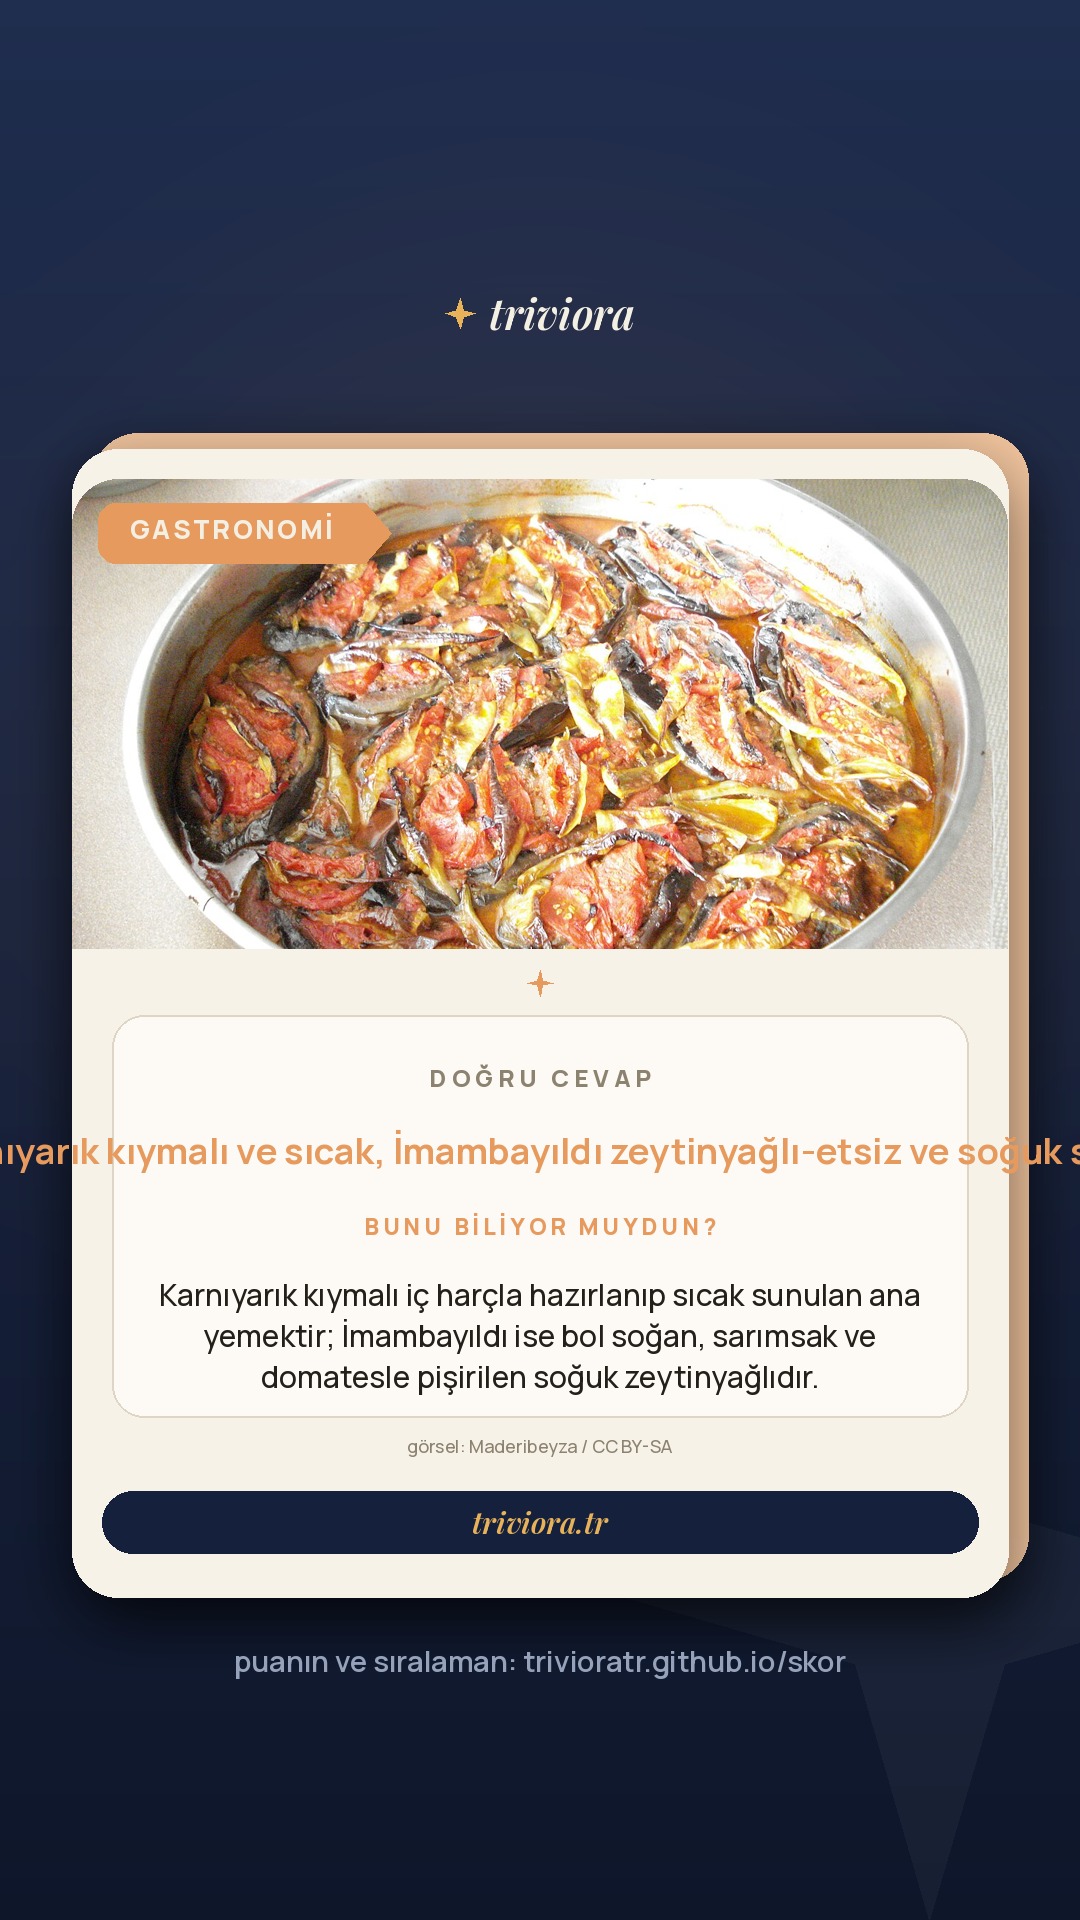 triviora
GASTRONOMİ
DOĞRU CEVAP
kıymalı ve sıcak, İmambayıldı zeytinyağlı-etsiz ve soğuk
BUNU BİLİYOR MUYDUN?
Karnıyarık kıymalı iç harçla hazırlanıp sıcak sunulan ana
yemektir; İmambayıldı ise bol soğan, sarımsak ve
domatesle pişirilen soğuk zeytinyağlıdır.
görsel: Maderibeyza / CC BY-SA
triviora.tr
puanın ve sıralaman: trivioratr.github.io/skor